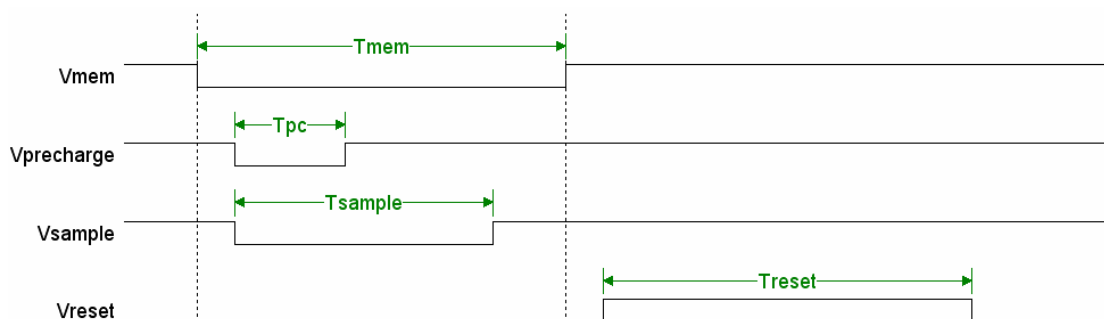 Tmem
Vmem
Tpc
Vprecharge
Tsample
Vsample
Treset
Vreset